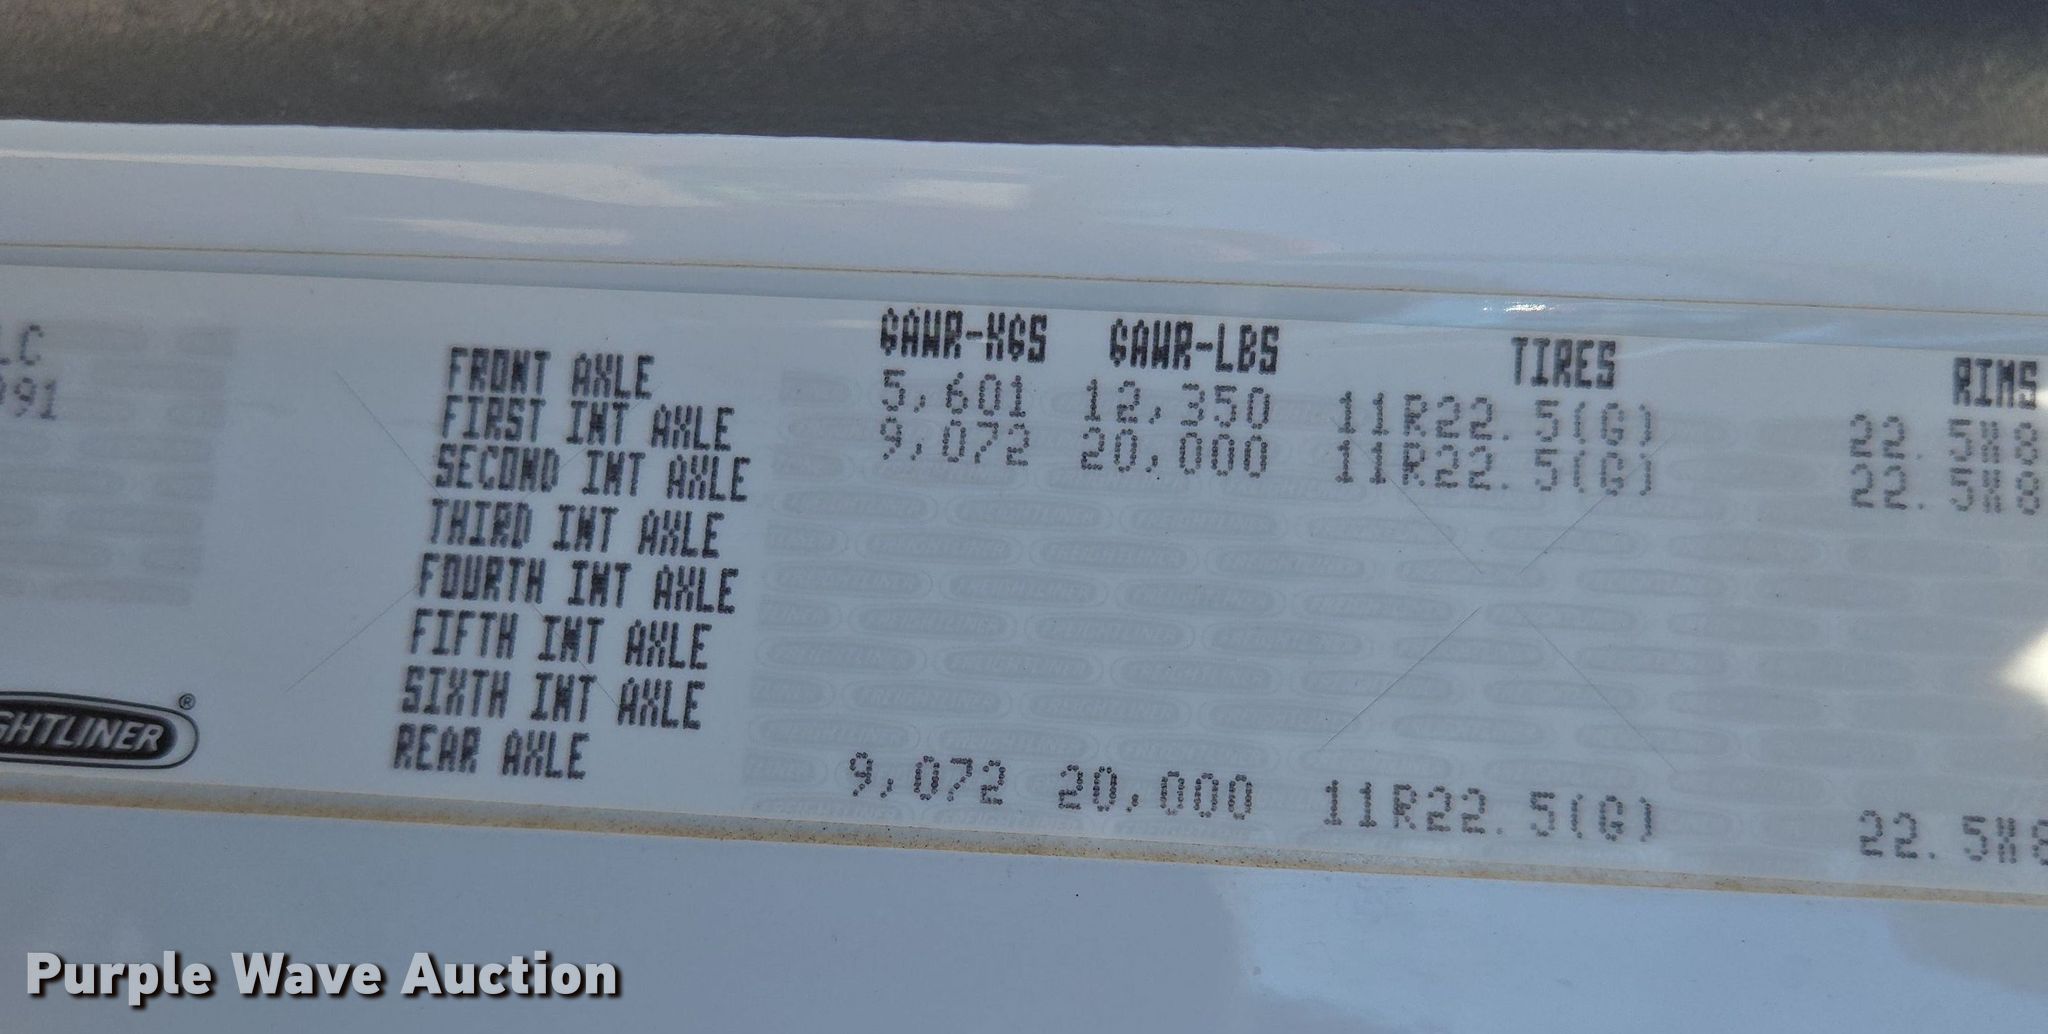 GAWR-KGS GAWR-LBS TIRES RIMS
FRONT AXLE 5,601 12,350 11R22.5(G) 22.5X8
FIRST INT AXLE 9,072 20,000 11R22.5(G) 22.5X8
SECOND INT AXLE
THIRD INT AXLE
FOURTH INT AXLE
FIFTH INT AXLE
SIXTH INT AXLE
REAR AXLE 9,072 20,000 11R22.5(G) 22.5X8
LC
991
GHTLINER®
Purple Wave Auction